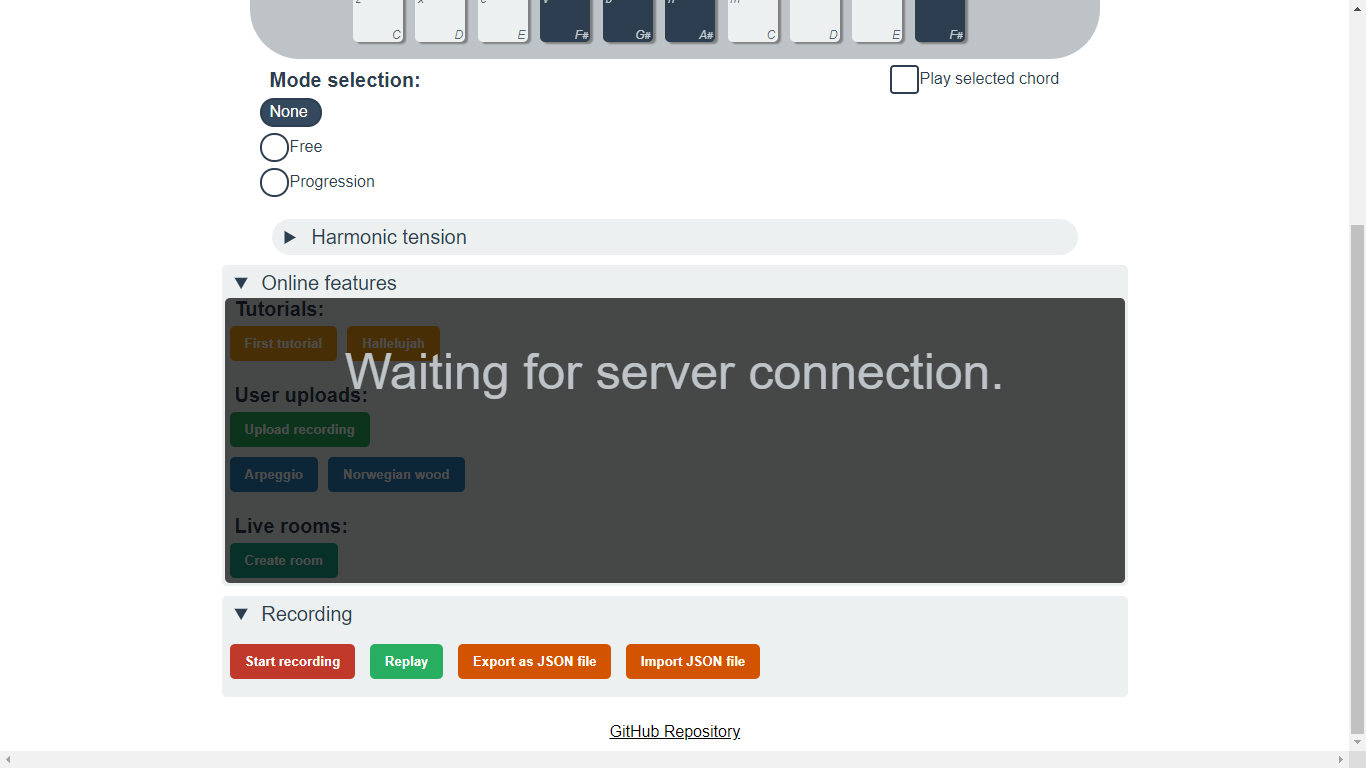 C D E F# G# A# C D E F#
Mode selection:
Play selected chord
None
Free
Progression
Harmonic tension
Online features
Tutorials:
First tutorial Hallelujah
Waiting for server connection.
User uploads:
Upload recording
Arpeggio Norwegian wood
Live rooms:
Create room
Recording
Start recording Replay Export as JSON file Import JSON file
GitHub Repository